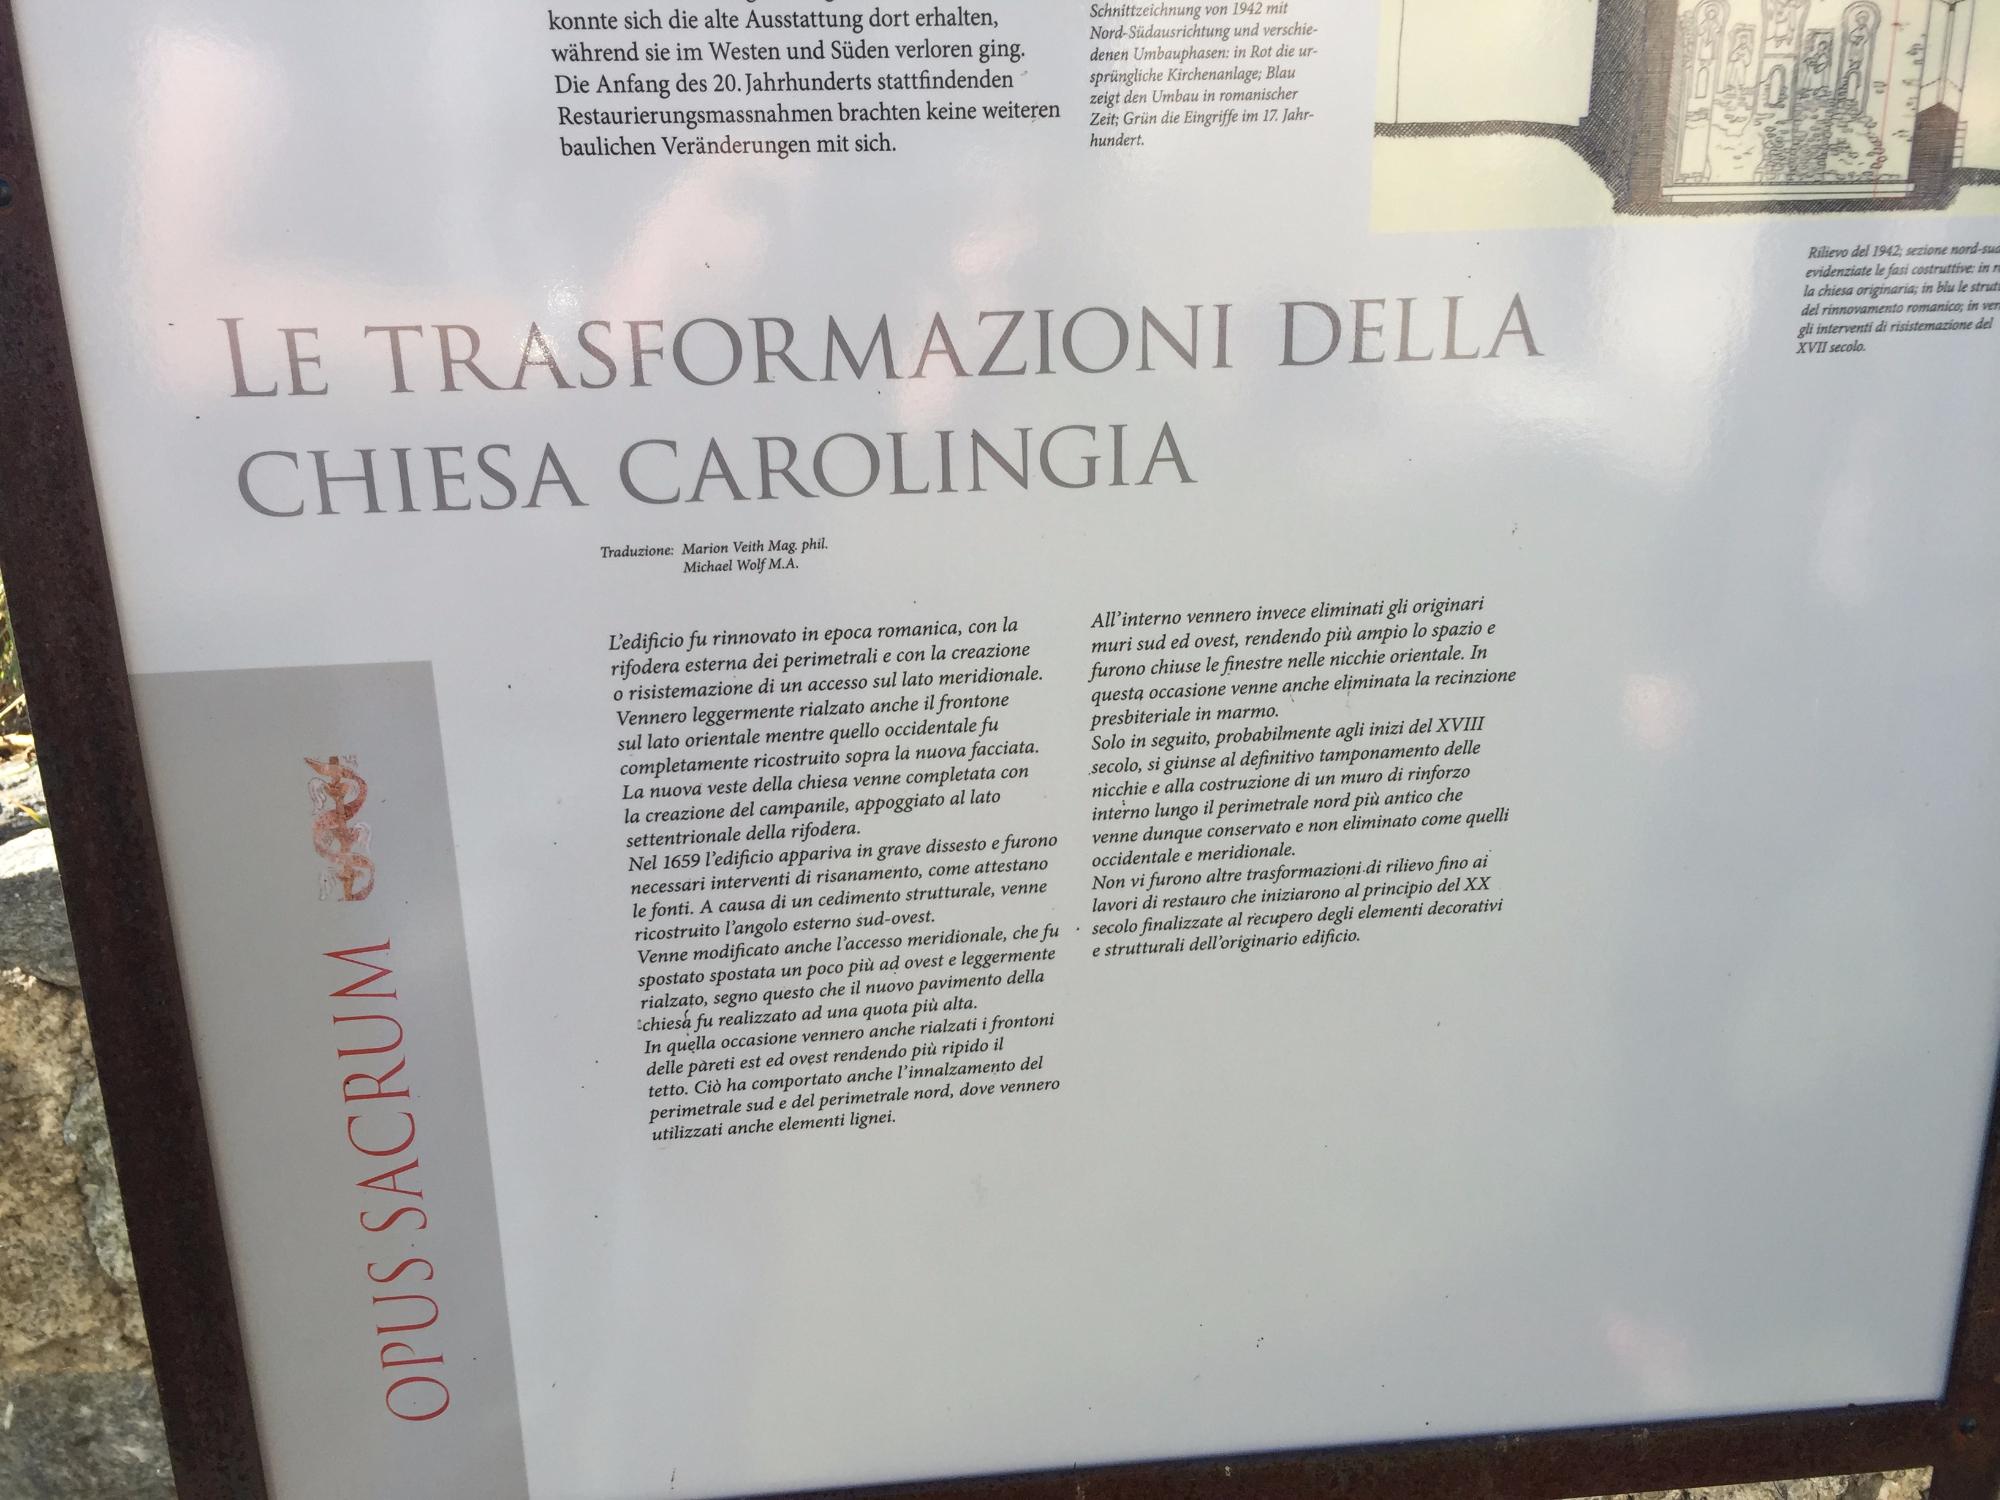 konnte sich die alte Ausstattung dort erhalten,
während sie im Westen und Süden verloren ging.
Die Anfang des 20. Jahrhunderts stattfindenden
Restaurierungsmassnahmen brachten keine weiteren
baulichen Veränderungen mit sich.
Schnittzeichnung von 1942 mit
Nord-Südausrichtung und verschie-
denen Umbauphasen: in Rot die ur-
sprüngliche Kirchenanlage; Blau
zeigt den Umbau in romanischer
Zeit; Grün die Eingriffe im 17. Jahr-
hundert.
Rilievo del 1942; sezione nord-sud
evidenziate le fasi costruttive: in
la chiesa originaria; in blu le
del rinnovamento romanico; in
gli interventi di risistemazione del
XVII secolo.
LE TRASFORMAZIONI DELLA
CHIESA CAROLINGIA
Traduzione: Marion Veith Mag. phil.
Michael Wolf M.A.
L'edificio fu rinnovato in epoca romanica, con la
rifodera esterna dei perimetrali e con la creazione
o risistemazione di un accesso sul lato meridionale.
Vennero leggermente rialzato anche il frontone
sul lato orientale mentre quello occidentale fu
completamente ricostruito sopra la nuova facciata.
La nuova veste della chiesa venne completata con
la creazione del campanile, appoggiato al lato
settentrionale della rifodera.
Nel 1659 l'edificio appariva in grave dissesto e furono
necessari interventi di risanamento, come attestano
le fonti. A causa di un cedimento strutturale, venne
ricostruito l'angolo esterno sud-ovest.
Venne modificato anche l'accesso meridionale, che fu
spostato spostata un poco più ad ovest e leggermente
rialzato, segno questo che il nuovo pavimento della
chiesa fu realizzato ad una quota più alta.
In quella occasione vennero anche rialzati i frontoni
delle pareti est ed ovest rendendo più ripido il
tetto. Ciò ha comportato anche l'innalzamento del
perimetrale sud e del perimetrale nord, dove vennero
utilizzati anche elementi lignei.
All'interno vennero invece eliminati gli originari
muri sud ed ovest, rendendo più ampio lo spazio e
furono chiuse le finestre nelle nicchie orientale. In
questa occasione venne anche eliminata la recinzione
presbiteriale in marmo.
Solo in seguito, probabilmente agli inizi del XVIII
secolo, si giunse al definitivo tamponamento delle
nicchie e alla costruzione di un muro di rinforzo
interno lungo il perimetrale nord più antico che
venne dunque conservato e non eliminato come quelli
occidentale e meridionale.
Non vi furono altre trasformazioni di rilievo fino ai
lavori di restauro che iniziarono al principio del XX
secolo finalizzate al recupero degli elementi decorativi
e strutturali dell'originario edificio.
OPUS SACRUM